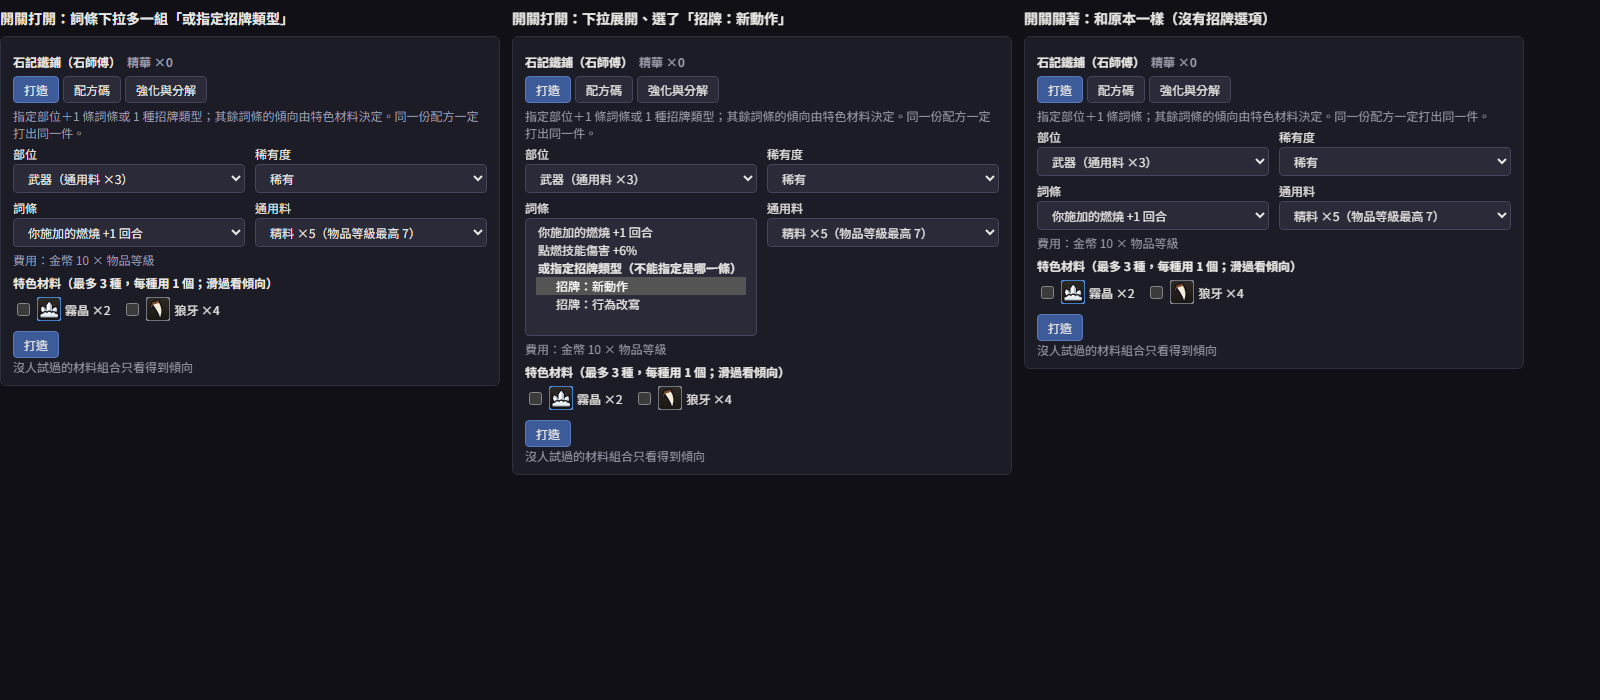 開關打開：詞條下拉多一組「或指定招牌類型」
石記鐵鋪（石師傅） 精華 ×0
打造 配方碼 強化與分解
指定部位＋1 條詞條或 1 種招牌類型；其餘詞條的傾向由特色材料決定。同一份配方一定
打出同一件。
部位 稀有度
武器（通用料 ×3） 稀有
詞條 通用料
你施加的燃燒 +1 回合 精料 ×5（物品等級最高 7）
費用：金幣 10 × 物品等級
特色材料（最多 3 種，每種用 1 個；滑過看傾向）
霧晶 ×2 狼牙 ×4
打造
沒人試過的材料組合只看得到傾向
開關打開：下拉展開、選了「招牌：新動作」
石記鐵鋪（石師傅） 精華 ×0
打造 配方碼 強化與分解
指定部位＋1 條詞條或 1 種招牌類型；其餘詞條的傾向由特色材料決定。同一份配方一定
打出同一件。
部位 稀有度
武器（通用料 ×3） 稀有
詞條 通用料
你施加的燃燒 +1 回合 精料 ×5（物品等級最高 7）
點燃技能傷害 +6%
或指定招牌類型（不能指定是哪一條）
招牌：新動作
招牌：行為改寫
費用：金幣 10 × 物品等級
特色材料（最多 3 種，每種用 1 個；滑過看傾向）
霧晶 ×2 狼牙 ×4
打造
沒人試過的材料組合只看得到傾向
開關關著：和原本一樣（沒有招牌選項）
石記鐵鋪（石師傅） 精華 ×0
打造 配方碼 強化與分解
指定部位＋1 條詞條；其餘詞條的傾向由特色材料決定。同一份配方一定打出同一件。
部位 稀有度
武器（通用料 ×3） 稀有
詞條 通用料
你施加的燃燒 +1 回合 精料 ×5（物品等級最高 7）
費用：金幣 10 × 物品等級
特色材料（最多 3 種，每種用 1 個；滑過看傾向）
霧晶 ×2 狼牙 ×4
打造
沒人試過的材料組合只看得到傾向